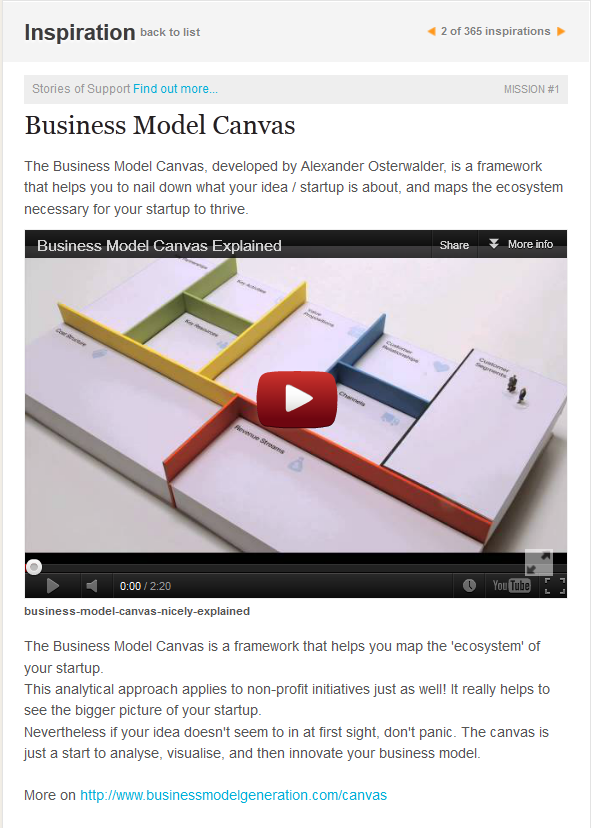 Inspiration back to list
2 of 365 inspirations
Stories of Support Find out more...
MISSION #1
Business Model Canvas
The Business Model Canvas, developed by Alexander Osterwalder, is a framework
that helps you to nail down what your idea / startup is about, and maps the ecosystem
necessary for your startup to thrive.
Business Model Canvas Explained
Share
More info
Key Activities
Key Resources
Value
Propositions
Cost Structure
Customer
Relationships
Customer
Segments
Channels
Revenue Streams
0:00 / 2:20
YouTube
business-model-canvas-nicely-explained
The Business Model Canvas is a framework that helps you map the 'ecosystem' of
your startup.
This analytical approach applies to non-profit initiatives just as well! It really helps to
see the bigger picture of your startup.
Nevertheless if your idea doesn't seem to in at first sight, don't panic. The canvas is
just a start to analyse, visualise, and then innovate your business model.
More on http://www.businessmodelgeneration.com/canvas